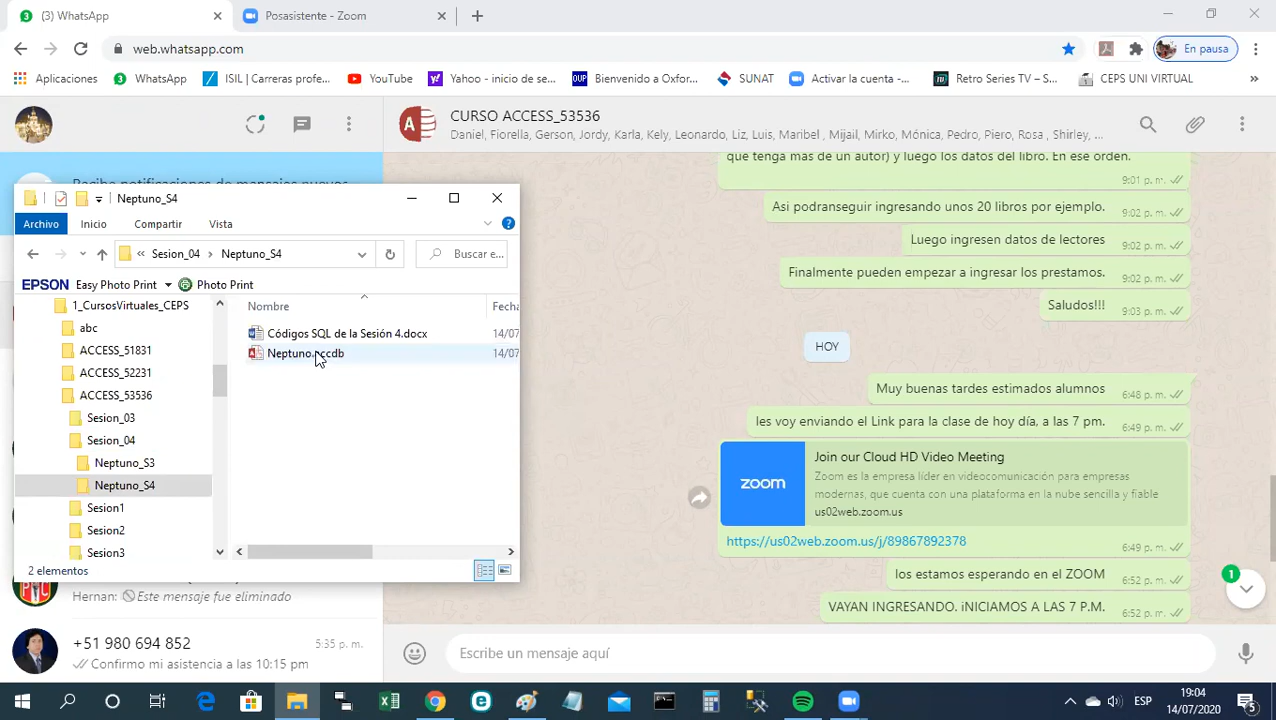 (3) WhatsApp
Posasistente - Zoom
web.whatsapp.com
En pausa
Aplicaciones
WhatsApp
ISIL | Carreras profe...
YouTube
Yahoo - inicio de se...
OUP Bienvenido a Oxfor...
SUNAT
Activar la cuenta -...
Retro Series TV – S...
CEPS UNI VIRTUAL
CURSO ACCESS_53536
Daniel, Fiorella, Gerson, Jordy, Karla, Kely, Leonardo, Liz, Luis, Maribel , Mijail, Mirko, Mónica, Pedro, Piero, Rosa , Shirley, ...
que tenga mas de un autor) y luego los datos del libro. En ese orden.
9:01 p. m.
Asi podranseguir ingresando unos 20 libros por ejemplo.
9:02 p. m.
Luego ingresen datos de lectores
9:02 p. m.
Finalmente pueden empezar a ingresar los prestamos.
9:02 p. m.
Saludos!!!
9:03 p. m.
HOY
Muy buenas tardes estimados alumnos
6:48 p. m.
les voy enviando el Link para la clase de hoy día, a las 7 pm.
6:49 p. m.
zoom
Join our Cloud HD Video Meeting
Zoom es la empresa líder en videocomunicación para empresas
modernas, que cuenta con una plataforma en la nube sencilla y fiable
us02web.zoom.us
https://us02web.zoom.us/j/89867892378
6:49 p. m.
los estamos esperando en el ZOOM
6:52 p. m.
VAYAN INGRESANDO. iNICIAMOS A LAS 7 P.M.
6:52 p. m.
1
Escribe un mensaje aquí
Neptuno_S4
Archivo
Inicio
Compartir
Vista
« Sesion_04 > Neptuno_S4
Buscar e...
EPSON Easy Photo Print
Photo Print
1_CursosVirtuales_CEPS
abc
ACCESS_51831
ACCESS_52231
ACCESS_53536
Sesion_03
Sesion_04
Neptuno_S3
Neptuno_S4
Sesion1
Sesion2
Sesion3
Nombre
Fecha
Códigos SQL de la Sesión 4.docx
14/07
Neptuno.accdb
14/07
2 elementos
Hernan: Este mensaje fue eliminado
+51 980 694 852
5:35 p. m.
Confirmo mi asistencia a las 10:15 pm
ESP
19:04
14/07/2020
5